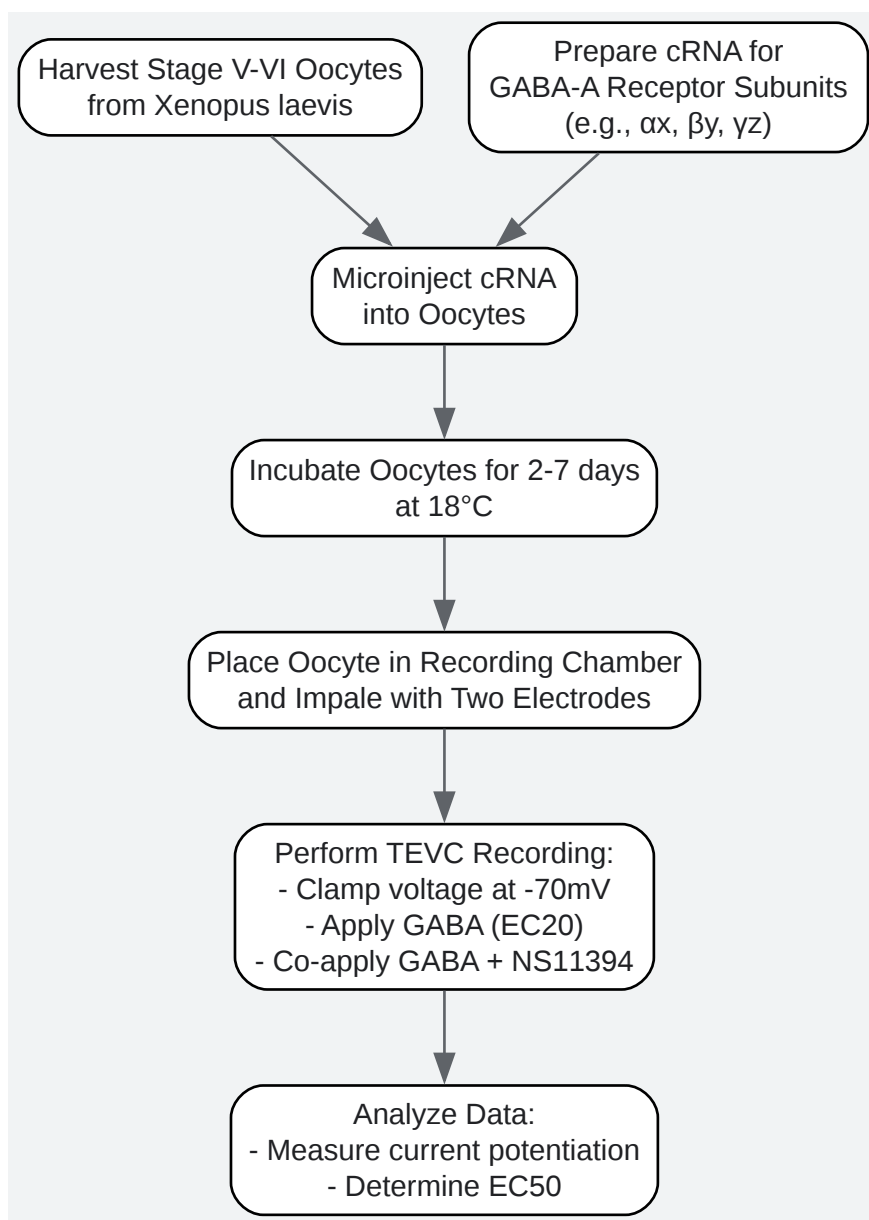 Harvest Stage V-VI Oocytes
from Xenopus laevis
Prepare cRNA for
GABA-A Receptor Subunits
(e.g., αx, βy, γz)
Microinject cRNA
into Oocytes
Incubate Oocytes for 2-7 days
at 18°C
Place Oocyte in Recording Chamber
and Impale with Two Electrodes
Perform TEVC Recording:
- Clamp voltage at -70mV
- Apply GABA (EC20)
- Co-apply GABA + NS11394
Analyze Data:
- Measure current potentiation
- Determine EC50